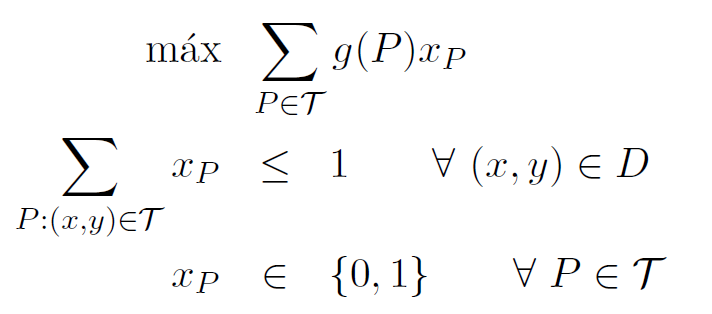 máx ∑_{P∈𝒯} g(P)x_P
∑_{P:(x,y)∈𝒯} x_P ≤ 1 ∀ (x, y) ∈ D
x_P ∈ {0, 1} ∀ P ∈ 𝒯